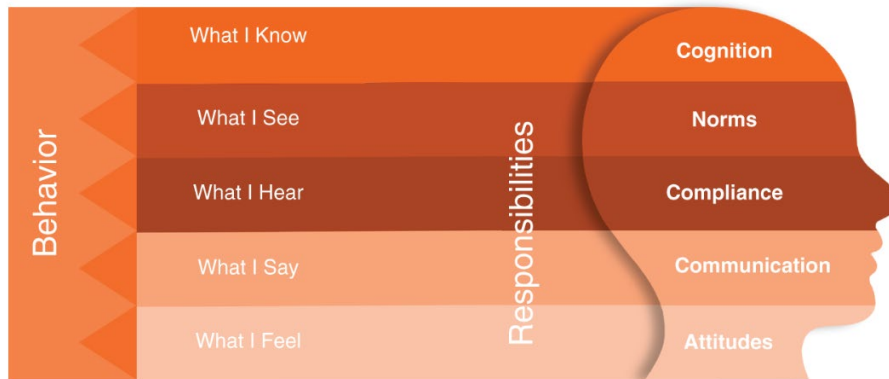 Behavior
What I Know
Cognition
What I See
Norms
What I Hear
Compliance
What I Say
Communication
What I Feel
Attitudes
Responsibilities